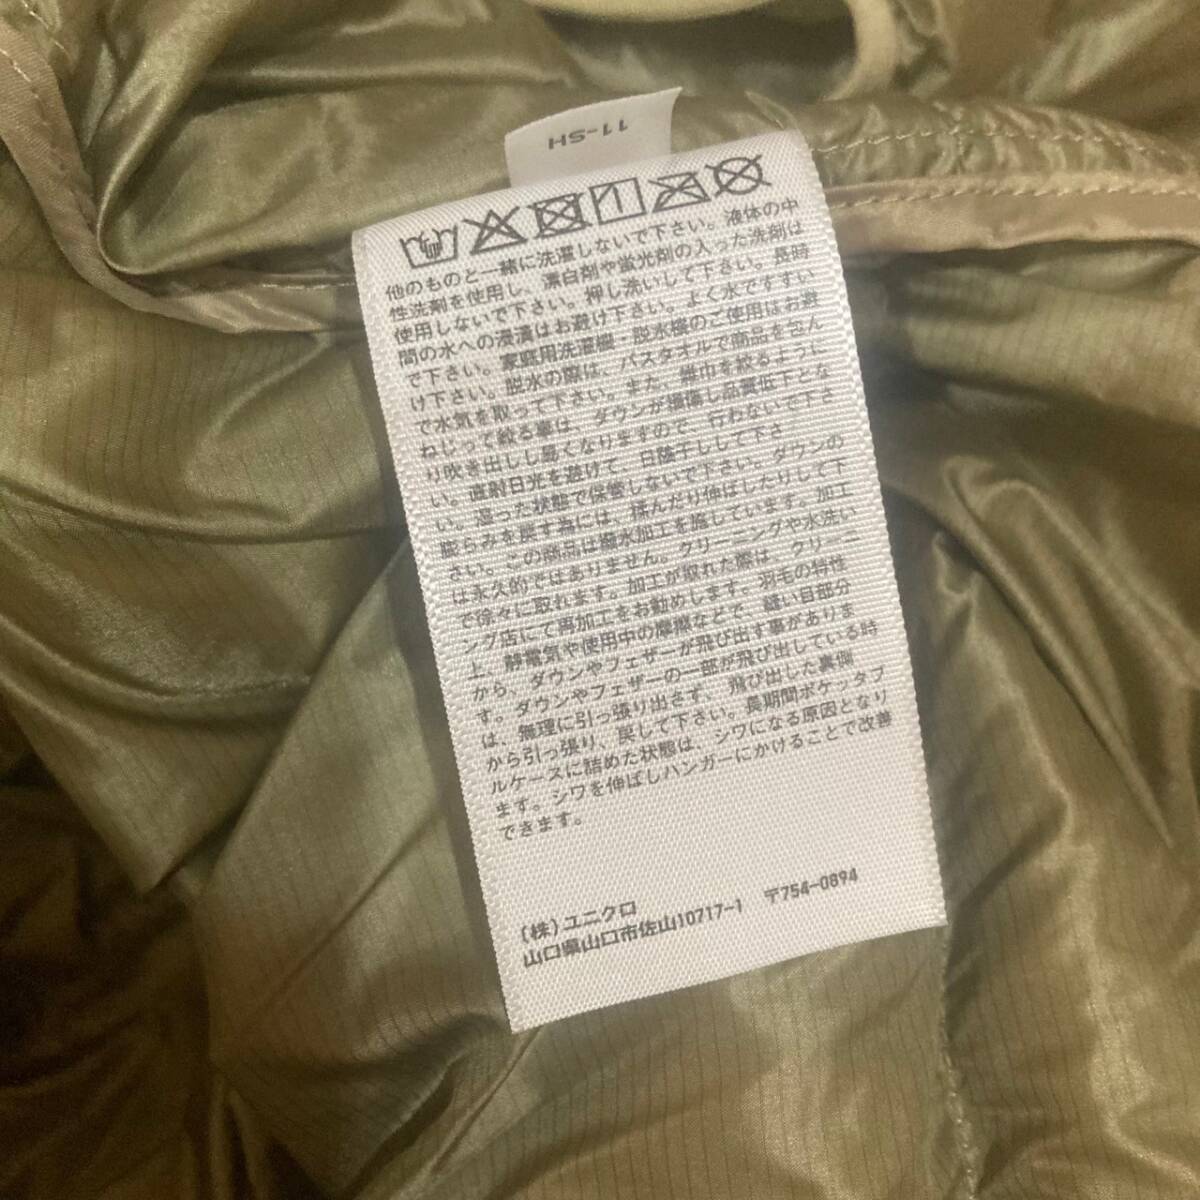 11-SH
他のものと一緒に洗濯しないで下さい。液体の中
性洗剤を使用し、漂白剤や蛍光剤の入った洗剤は
使用しないで下さい。押し洗いして下さい。長時
間の水への浸漬はお避け下さい。よく水ですすい
で下さい。家庭用洗濯機・脱水機のご使用はお避
け下さい。脱水の際は、バスタオルで商品を包ん
で水気を取って下さい。また、雑巾を絞るように
ねじって絞る事は、ダウンが損傷し品質低下とな
り吹き出しし易くなりますので、行わないで下さ
い。直射日光を避けて、日陰干しして下さ
い。湿った状態で保管しないで下さい。ダウンの
膨らみを戻す為には、揉んだり伸ばしたりして下
さい。この商品は撥水加工を施しています。加工
は永久的ではありません。クリーニングや水洗い
で徐々に取れます。加工が取れた際は クリーニ
ング店にて再加工をお勧めします。羽毛の特性
上、静電気や使用中の摩擦などで、縫い目部分
から、ダウンやフェザーが飛び出す事がありま
す。ダウンやフェザーの一部が飛び出している時
は、無理に引っ張り出さず、飛び出した裏側
から引っ張り、戻して下さい。長期間ポケッタブ
ルケースに詰めた状態は、シワになる原因となり
ます。シワを伸ばしハンガーにかけることで改善
できます。
(株)ユニクロ
山口県山口市佐山10717-1 〒754-0894